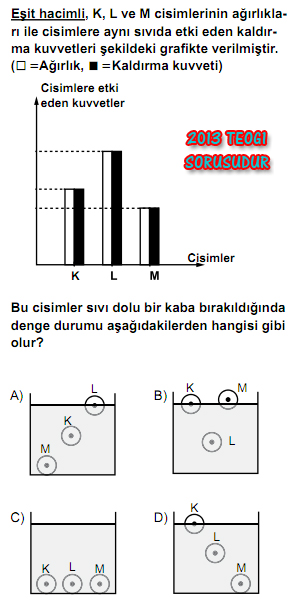 Eşit hacimli, K, L ve M cisimlerinin ağırlıkla-
rı ile cisimlere aynı sıvıda etki eden kaldır-
ma kuvvetleri şekildeki grafikte verilmiştir.
(□ =Ağırlık, ■ =Kaldırma kuvveti)
Cisimlere etki
eden kuvvetler
2013 TEOG1
SORUSUDUR
Cisimler
K L M
Bu cisimler sıvı dolu bir kaba bırakıldığında
denge durumu aşağıdakilerden hangisi gibi
olur?
A) L K M
B) K M L
C) K L M
D) K L M